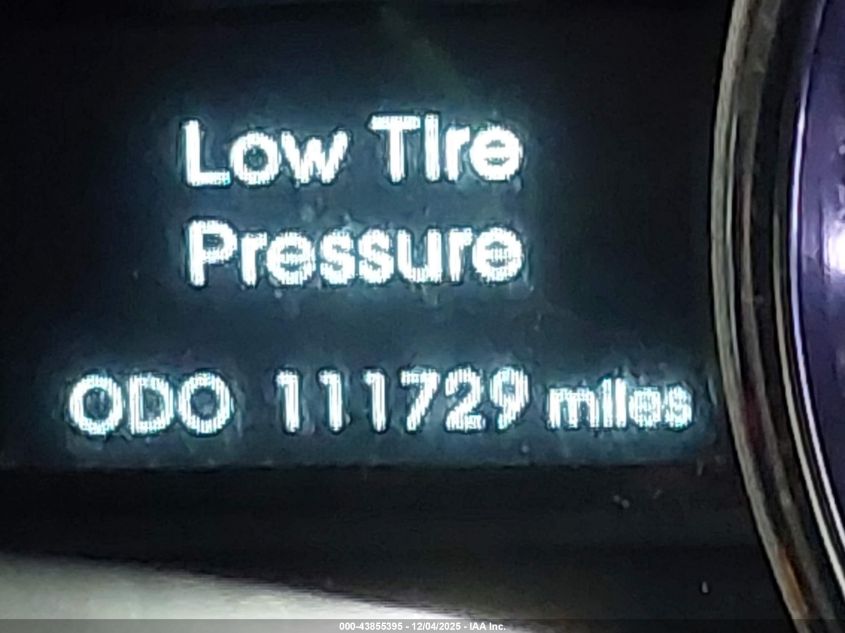 Low Tire
Pressure
ODO 111729 miles
000-43855395 - 12/04/2025 - IAA Inc.